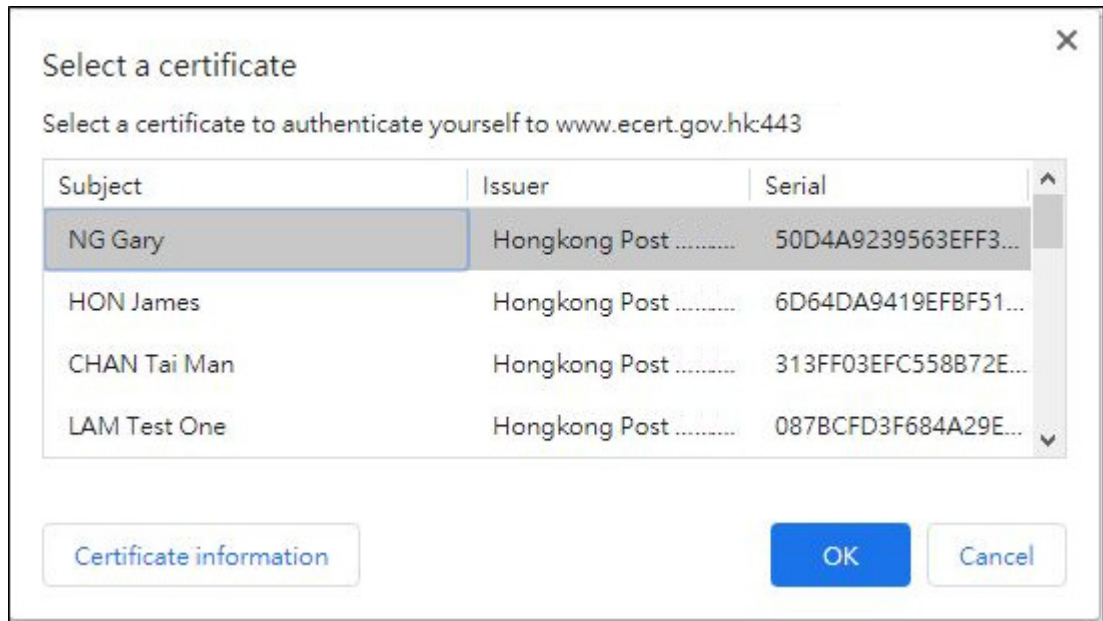 Select a certificate
Select a certificate to authenticate yourself to www.ecert.gov.hk:443
Subject Issuer Serial
NG Gary Hongkong Post .......... 50D4A9239563EFF3...
HON James Hongkong Post .......... 6D64DA9419EFBF51...
CHAN Tai Man Hongkong Post .......... 313FF03EFC558B72E...
LAM Test One Hongkong Post .......... 087BCFD3F684A29E...
Certificate information OK Cancel